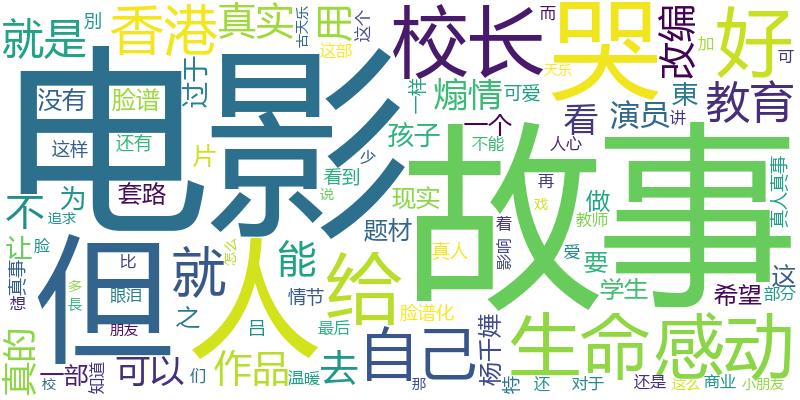 就是
别
香港
真实
用
古天乐
这部
这个
校长
哭
而
天乐
改编
加
好
可
没有
脸谱
过于
电影
煽情
可爱
一样
一个
看
演员
東
教育
讲
这样
还有
片
孩子
不能
人心
故事
不
为
套路
少
看到
说
现实
题材
再
戏
做
教师
真人真事
追求
让
脸
但
就
人
怎么
能
给
真人
着
影响
爱
要
学生
希望
这
部分
想
真事
比
多
長
眼泪
之
情节
脸谱化
自己
杨千嬅
生命
感动
真的
朋友
吕
最后
一部
校
知道
可以
们
作品
温暖
去
那
特
还
对于
还是
这么
商业
小朋友